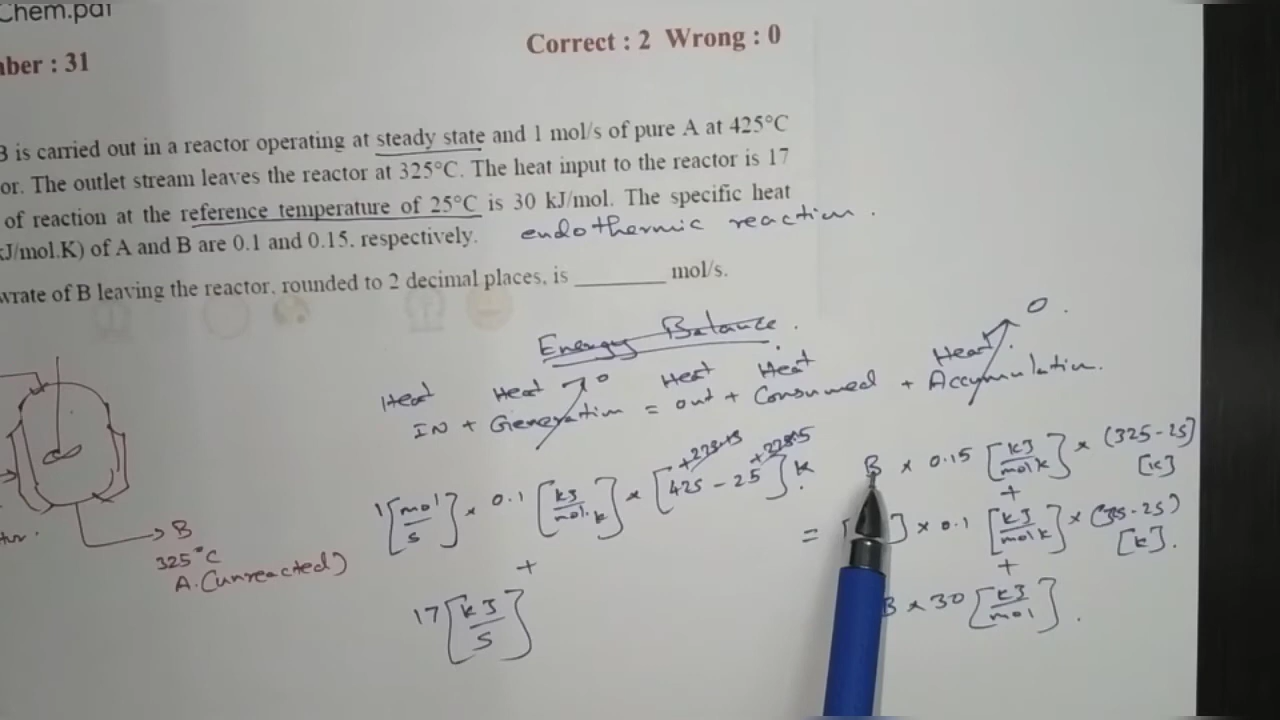 Chem.pdf
ber : 31
Correct : 2 Wrong : 0
B is carried out in a reactor operating at steady state and 1 mol/s of pure A at 425°C
or. The outlet stream leaves the reactor at 325°C. The heat input to the reactor is 17
of reaction at the reference temperature of 25°C is 30 kJ/mol. The specific heat
kJ/mol.K) of A and B are 0.1 and 0.15, respectively.
endothermic reaction.
wrate of B leaving the reactor, rounded to 2 decimal places, is ______ mol/s.
Energy Balance.
Heat IN + Heat Generation → 0 = Heat out + Heat Consumed + Heat Accumulation → 0.
1 [mol/s] × 0.1 [kJ/mol.k] × [425 - 25] k
+
17 [kJ/s]
= B × 0.15 [kJ/mol k] × (325-25) [k]
+
[ ] × 0.1 [kJ/mol k] × (325-25) [k].
+
B × 30 [kJ/mol].
B
325°C
A. (unreacted)